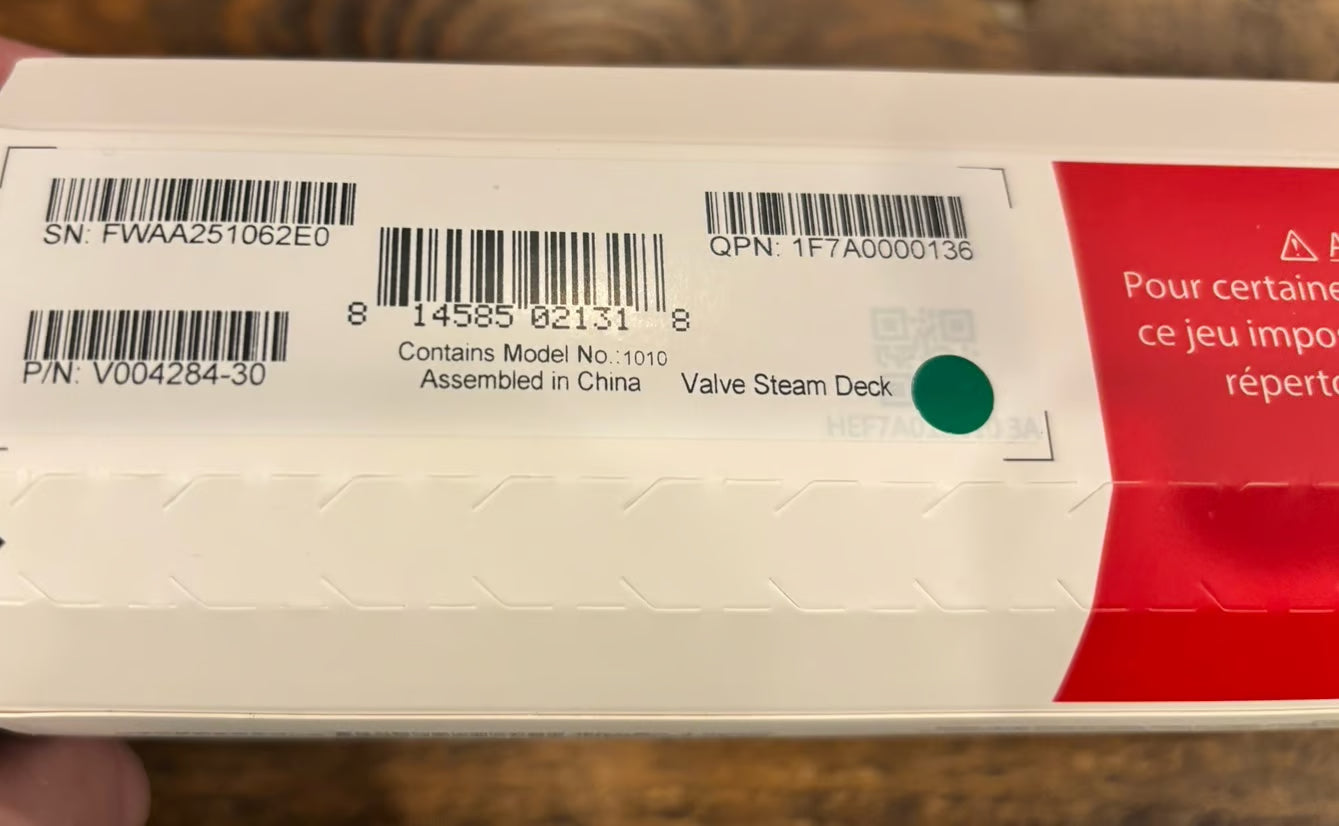 SN: FWAA251062E0
QPN: 1F7A0000136
8 14585 02131 8
P/N: V004284-30
Contains Model No.:1010
Assembled in China
Valve Steam Deck
Pour certaine
ce jeu impo
réperto